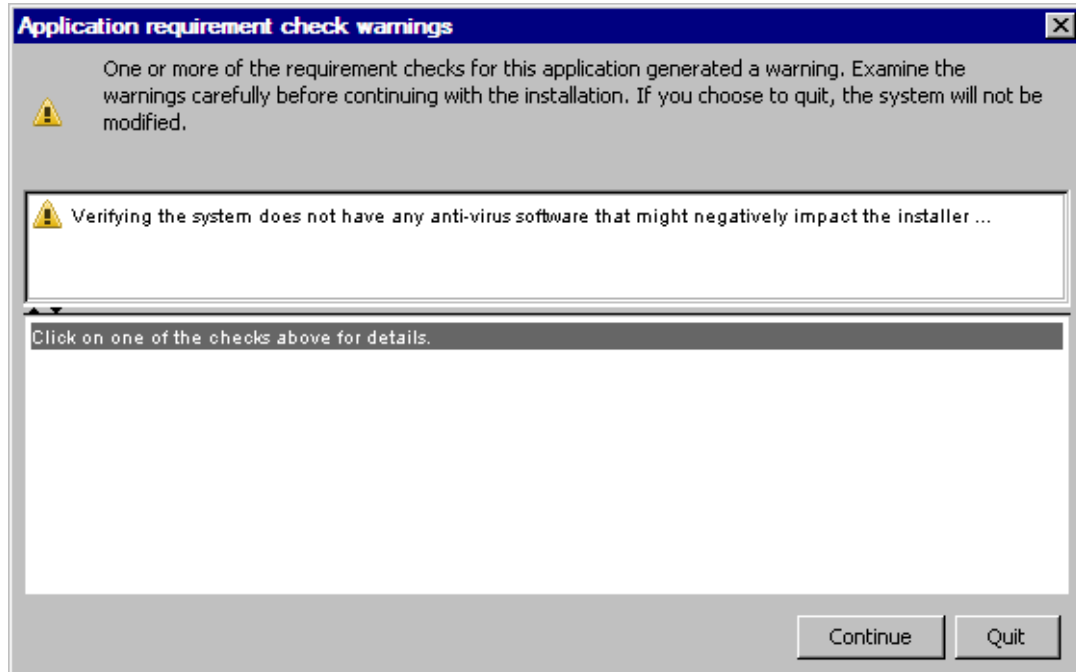 Application requirement check warnings
One or more of the requirement checks for this application generated a warning. Examine the
warnings carefully before continuing with the installation. If you choose to quit, the system will not be
modified.
Verifying the system does not have any anti-virus software that might negatively impact the installer ...
Click on one of the checks above for details.
Continue
Quit